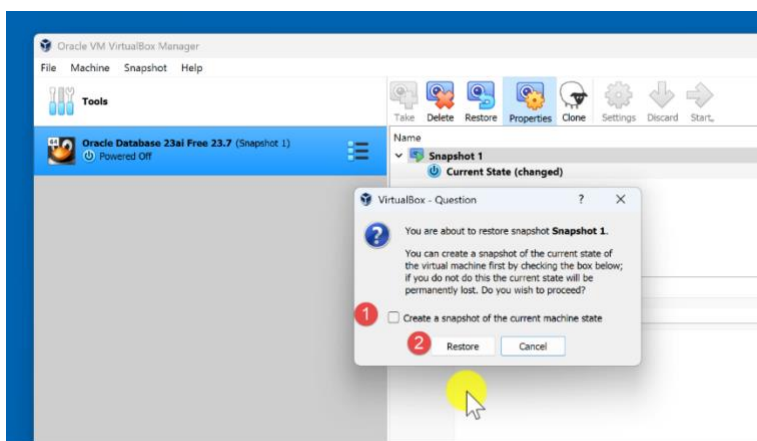 Oracle VM VirtualBox Manager
File Machine Snapshot Help
Tools
Take Delete Restore Properties Clone Settings Discard Start
Oracle Database 23ai Free 23.7 (Snapshot 1)
Powered Off
Name
Snapshot 1
Current State (changed)
VirtualBox - Question ? X
You are about to restore snapshot Snapshot 1.
You can create a snapshot of the current state of
the virtual machine first by checking the box below;
if you do not do this the current state will be
permanently lost. Do you wish to proceed?
1 Create a snapshot of the current machine state
2 Restore Cancel